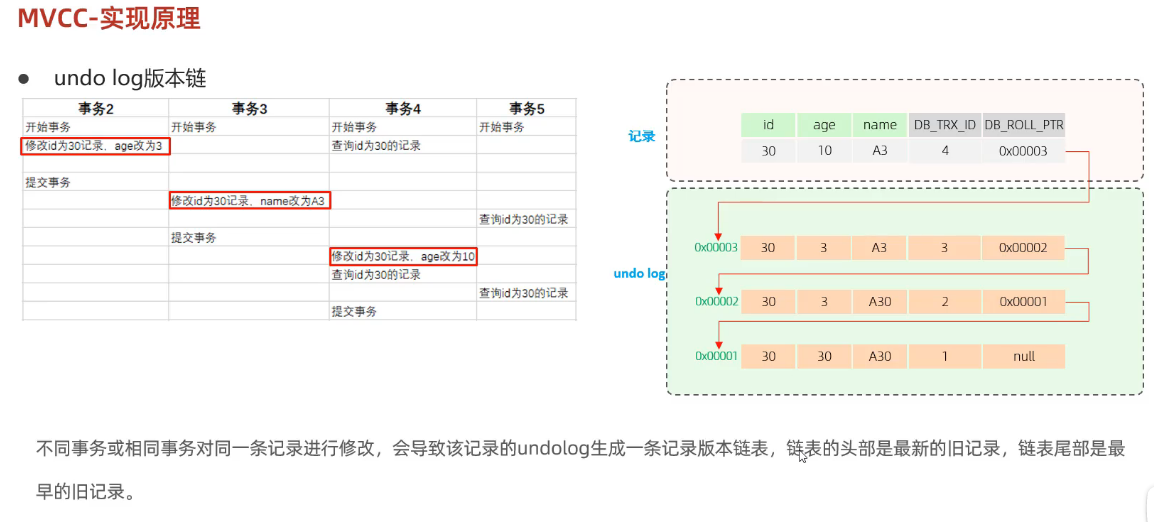 MVCC-实现原理
● undo log版本链
事务2 事务3 事务4 事务5
开始事务 开始事务 开始事务 开始事务
修改id为30记录、age改为3 查询id为30的记录
提交事务
修改id为30记录、name改为A3
查询id为30的记录
提交事务
修改id为30记录、age改为10
查询id为30的记录
查询id为30的记录
提交事务
记录
id age name DB_TRX_ID DB_ROLL_PTR
30 10 A3 4 0x00003
undo log
0x00003 30 3 A3 3 0x00002
0x00002 30 3 A30 2 0x00001
0x00001 30 30 A30 1 null
不同事务或相同事务对同一条记录进行修改，会导致该记录的undolog生成一条记录版本链表，链表的头部是最新的旧记录，链表尾部是最
早的旧记录。